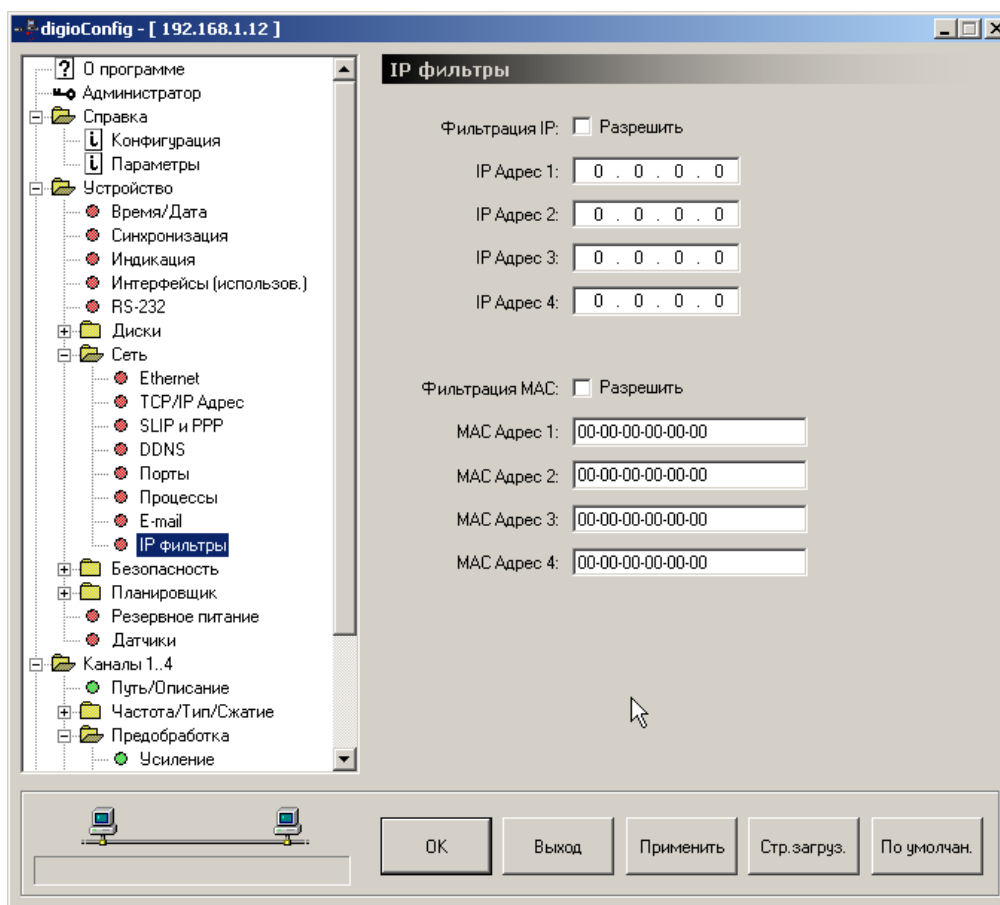 digioConfig - [ 192.168.1.12 ]
? О программе
Администратор
Справка
i Конфигурация
i Параметры
Устройство
Время/Дата
Синхронизация
Индикация
Интерфейсы (использов.)
RS-232
Диски
Сеть
Ethernet
TCP/IP Адрес
SLIP и PPP
DDNS
Порты
Процессы
E-mail
IP фильтры
Безопасность
Планировщик
Резервное питание
Датчики
Каналы 1..4
Путь/Описание
Частота/Тип/Сжатие
Предобработка
Усиление
IP фильтры
Фильтрация IP: Разрешить
IP Адрес 1: 0 . 0 . 0 . 0
IP Адрес 2: 0 . 0 . 0 . 0
IP Адрес 3: 0 . 0 . 0 . 0
IP Адрес 4: 0 . 0 . 0 . 0
Фильтрация MAC: Разрешить
MAC Адрес 1: 00-00-00-00-00-00
MAC Адрес 2: 00-00-00-00-00-00
MAC Адрес 3: 00-00-00-00-00-00
MAC Адрес 4: 00-00-00-00-00-00
OK Выход Применить Стр.загруз. По умолчан.